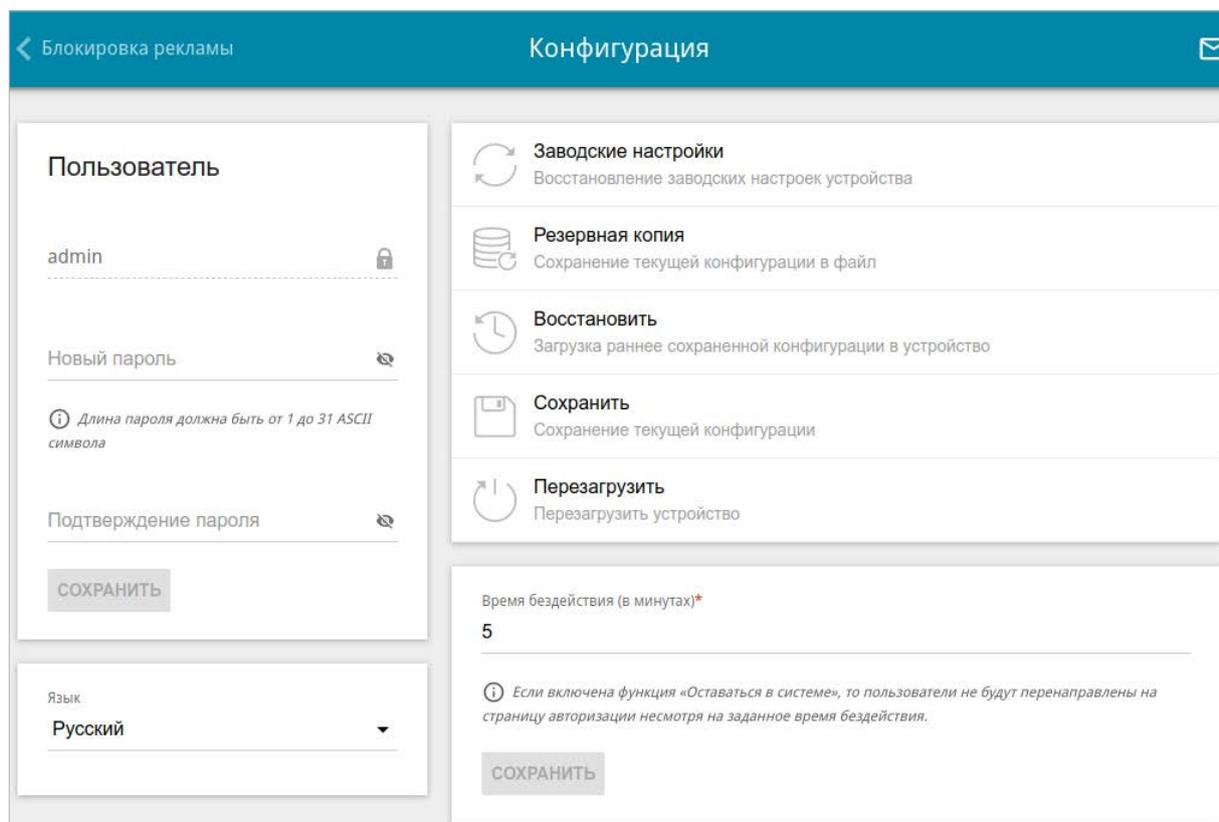 Блокировка рекламы
Конфигурация
Пользователь
admin
Новый пароль
Длина пароля должна быть от 1 до 31 ASCII
символа
Подтверждение пароля
СОХРАНИТЬ
Язык
Русский
Заводские настройки
Восстановление заводских настроек устройства
Резервная копия
Сохранение текущей конфигурации в файл
Восстановить
Загрузка раннее сохраненной конфигурации в устройство
Сохранить
Сохранение текущей конфигурации
Перезагрузить
Перезагрузить устройство
Время бездействия (в минутах)*
5
Если включена функция «Оставаться в системе», то пользователи не будут перенаправлены на
страницу авторизации несмотря на заданное время бездействия.
СОХРАНИТЬ